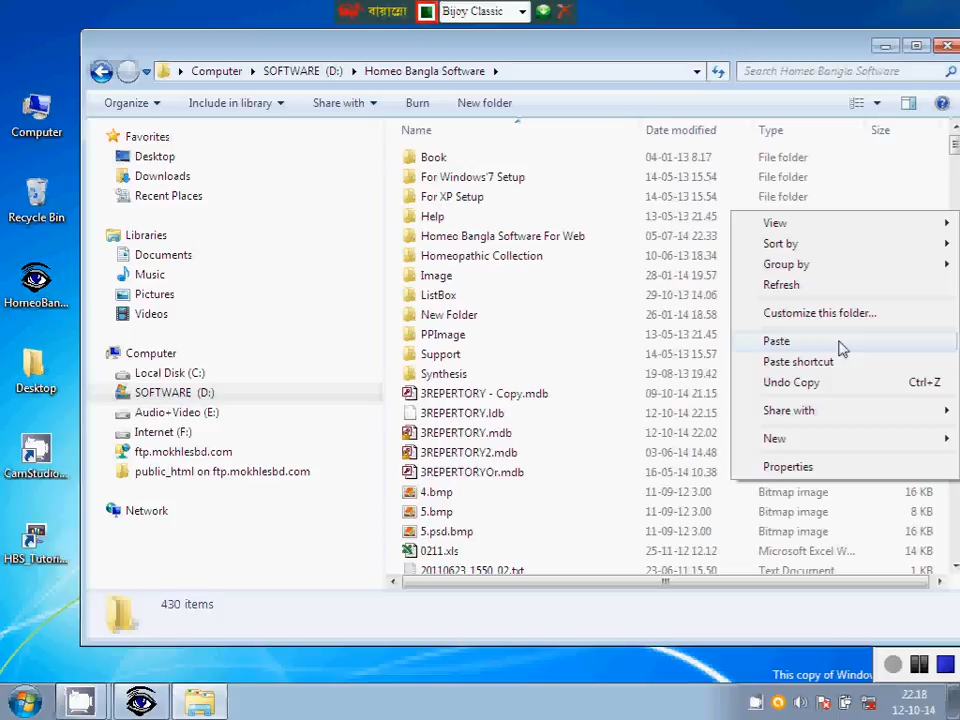 বায়ান্নো Bijoy Classic
Computer SOFTWARE (D:) Homeo Bangla Software
Search Homeo Bangla Software
Organize Include in library Share with Burn New folder
Computer
Recycle Bin
HomeoBan...
Desktop
CamStudio...
HBS_Tutori...
Favorites
Desktop
Downloads
Recent Places
Libraries
Documents
Music
Pictures
Videos
Computer
Local Disk (C:)
SOFTWARE (D:)
Audio+Video (E:)
Internet (F:)
ftp.mokhlesbd.com
public_html on ftp.mokhlesbd.com
Network
Name Date modified Type Size
Book 04-01-13 8.17 File folder
For Windows'7 Setup 14-05-13 15.54 File folder
For XP Setup 14-05-13 15.54 File folder
Help 13-05-13 21.45
Homeo Bangla Software For Web 05-07-14 22.33
Homeopathic Collection 10-06-13 18.34
Image 28-01-14 19.57
ListBox 29-10-13 14.06
New Folder 26-01-14 18.58
PPImage 13-05-13 21.45
Support 14-05-13 15.54
Synthesis 19-08-13 19.42
3REPERTORY - Copy.mdb 09-10-14 21.15
3REPERTORY.ldb 12-10-14 22.15
3REPERTORY.mdb 12-10-14 22.02
3REPERTORY2.mdb 03-06-14 14.48
3REPERTORYOr.mdb 16-05-14 10.38
4.bmp 11-09-12 3.00 Bitmap image 16 KB
5.bmp 11-09-12 3.00 Bitmap image 8 KB
5.psd.bmp 11-09-12 3.00 Bitmap image 16 KB
0211.xls 25-11-12 12.12 Microsoft Excel W... 14 KB
20110623_1550_02.txt 23-06-11 15.50 Text Document 1 KB
View
Sort by
Group by
Refresh
Customize this folder...
Paste
Paste shortcut
Undo Copy Ctrl+Z
Share with
New
Properties
430 items
This copy of Window
22.18
12-10-14